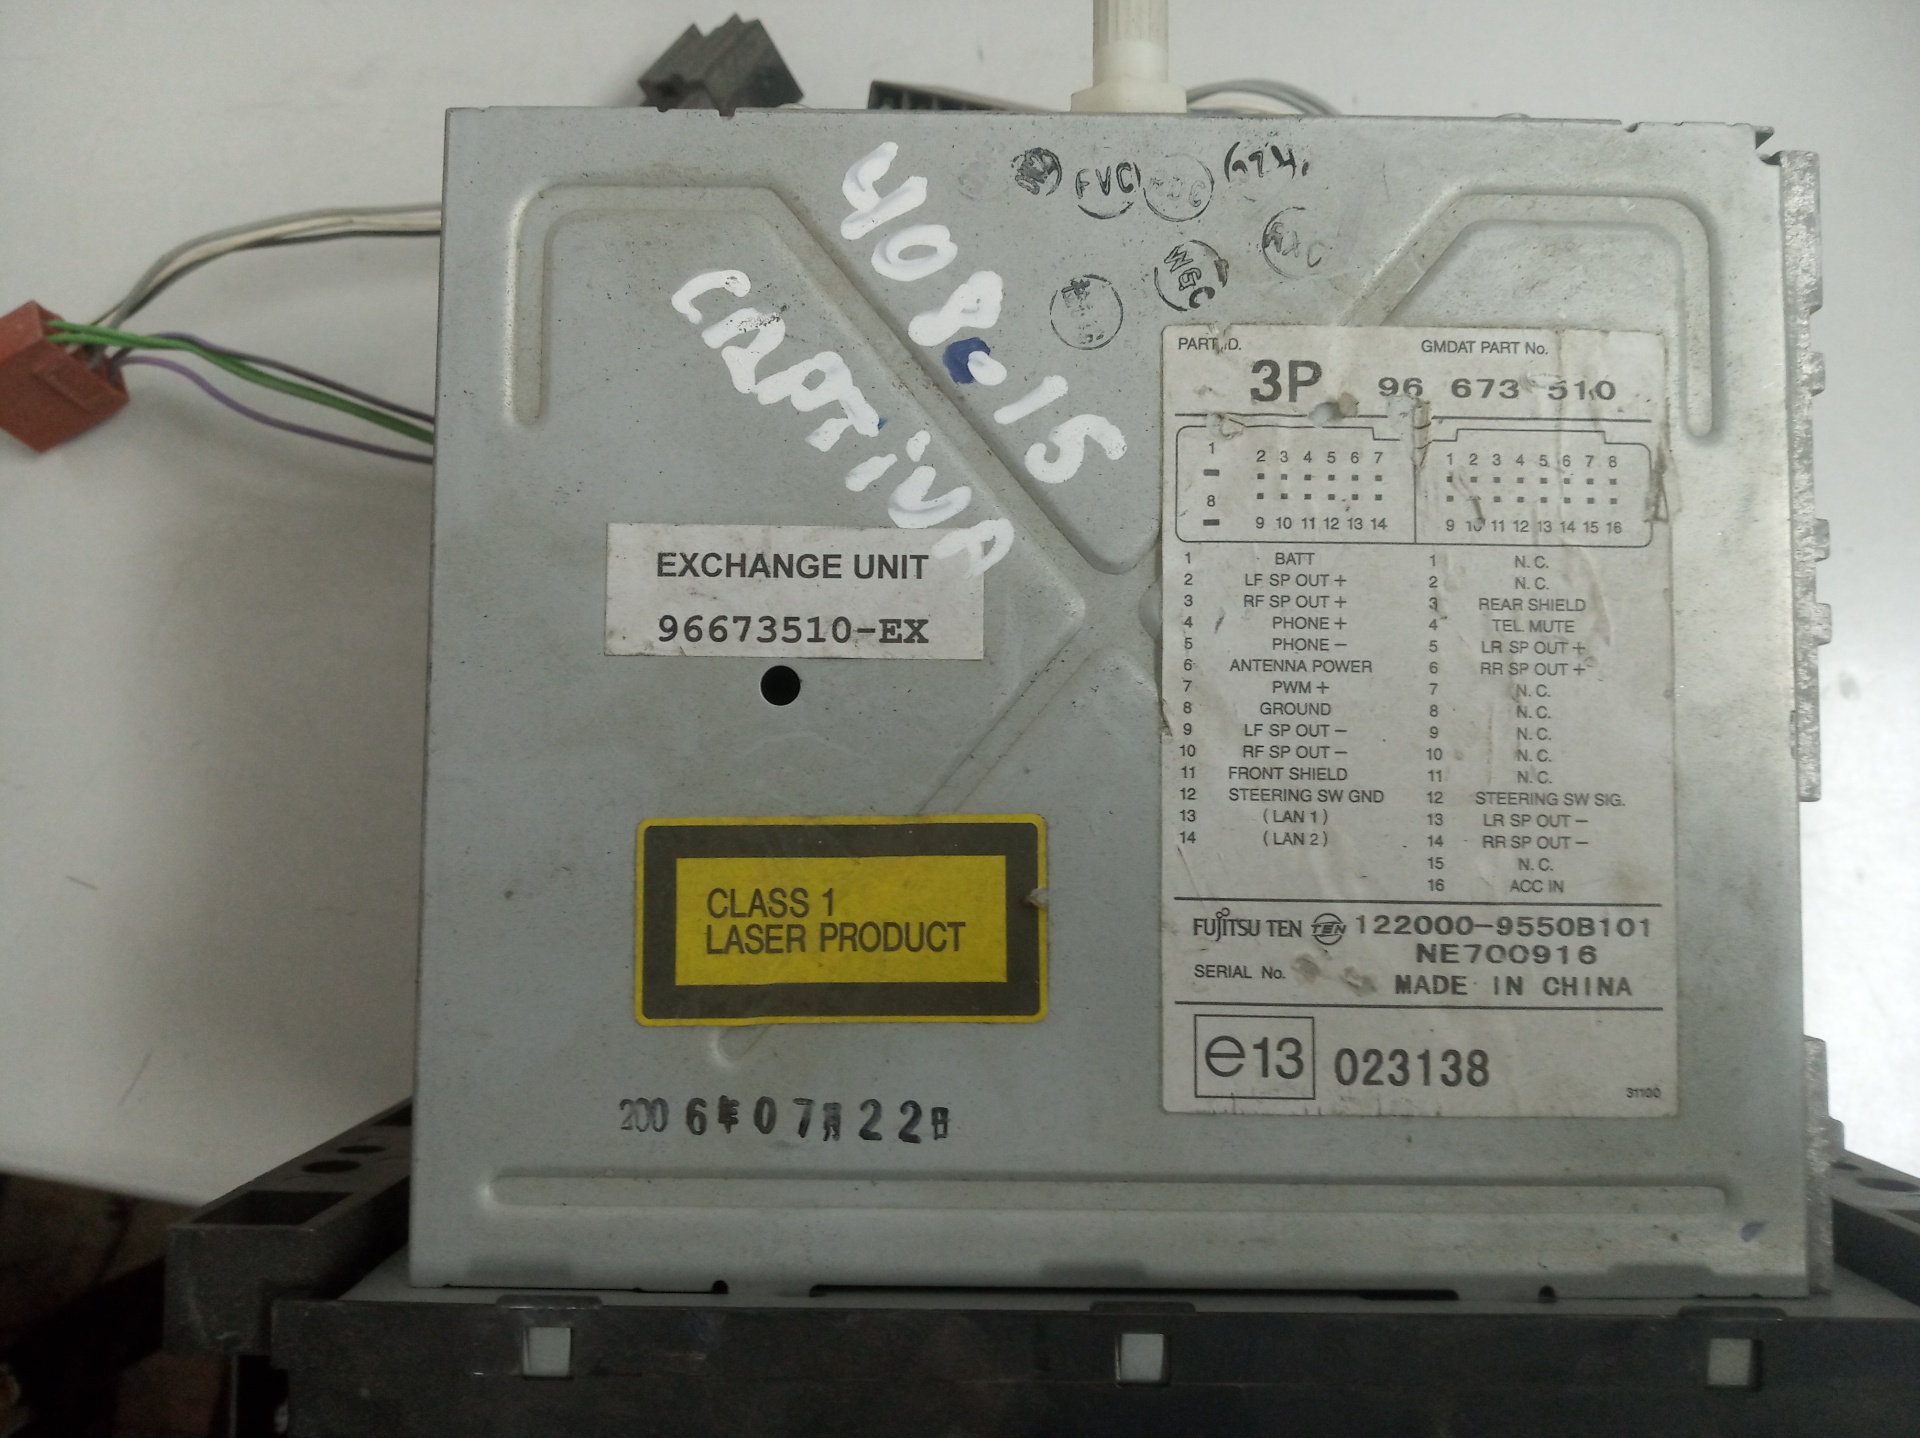 FVC
WGC
408.15
CAPTIVA
PART ID.
GMDAT PART No.
3P 96 673 510
1 2 3 4 5 6 7
8 9 10 11 12 13 14
1 2 3 4 5 6 7 8
9 10 11 12 13 14 15 16
1 BATT
2 LF SP OUT +
3 RF SP OUT +
4 PHONE +
5 PHONE −
6 ANTENNA POWER
7 PWM +
8 GROUND
9 LF SP OUT −
10 RF SP OUT −
11 FRONT SHIELD
12 STEERING SW GND
13 ( LAN 1 )
14 ( LAN 2 )
1 N. C.
2 N. C.
3 REAR SHIELD
4 TEL MUTE
5 LR SP OUT +
6 RR SP OUT +
7 N. C.
8 N. C.
9 N. C.
10 N. C.
11 N. C.
12 STEERING SW SIG.
13 LR SP OUT −
14 RR SP OUT −
15 N. C.
16 ACC IN
FUJITSU TEN TEN 122000-9550B101
NE700916
SERIAL No.
MADE IN CHINA
e13 023138
31100
EXCHANGE UNIT
96673510-EX
CLASS 1
LASER PRODUCT
2006年07月22日